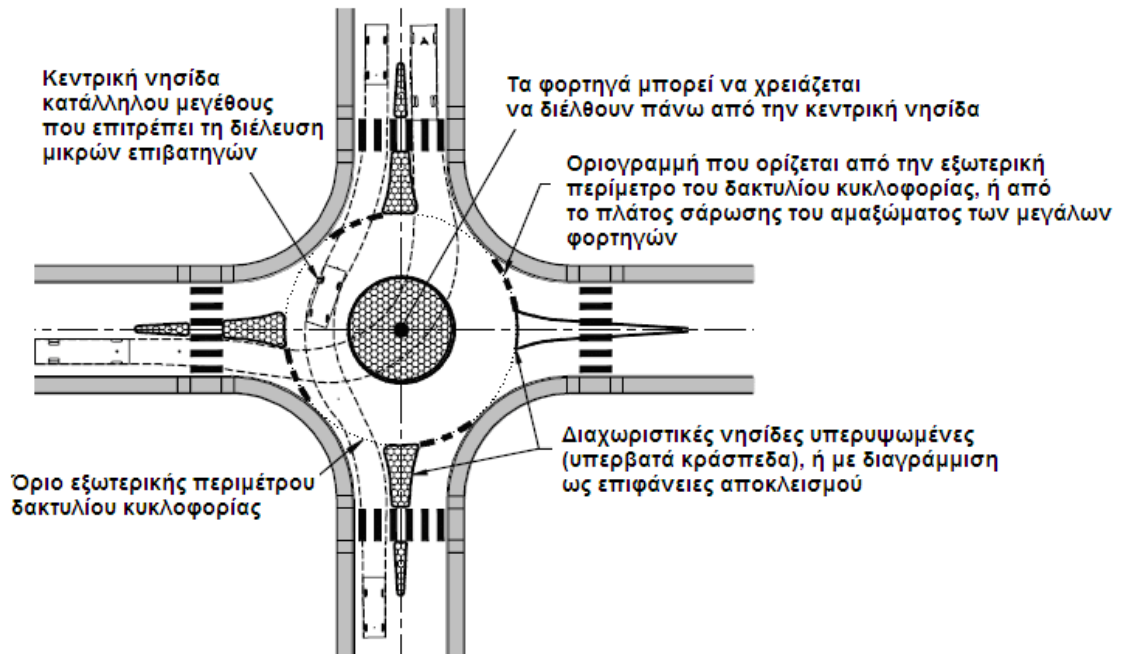 Κεντρική νησίδα
κατάλληλου μεγέθους
που επιτρέπει τη διέλευση
μικρών επιβατηγών
Τα φορτηγά μπορεί να χρειάζεται
να διέλθουν πάνω από την κεντρική νησίδα
Οριογραμμή που ορίζεται από την εξωτερική
περίμετρο του δακτυλίου κυκλοφορίας, ή από
το πλάτος σάρωσης του αμαξώματος των μεγάλων
φορτηγών
Διαχωριστικές νησίδες υπερυψωμένες
(υπερβατά κράσπεδα), ή με διαγράμμιση
ως επιφάνειες αποκλεισμού
Όριο εξωτερικής περιμέτρου
δακτυλίου κυκλοφορίας